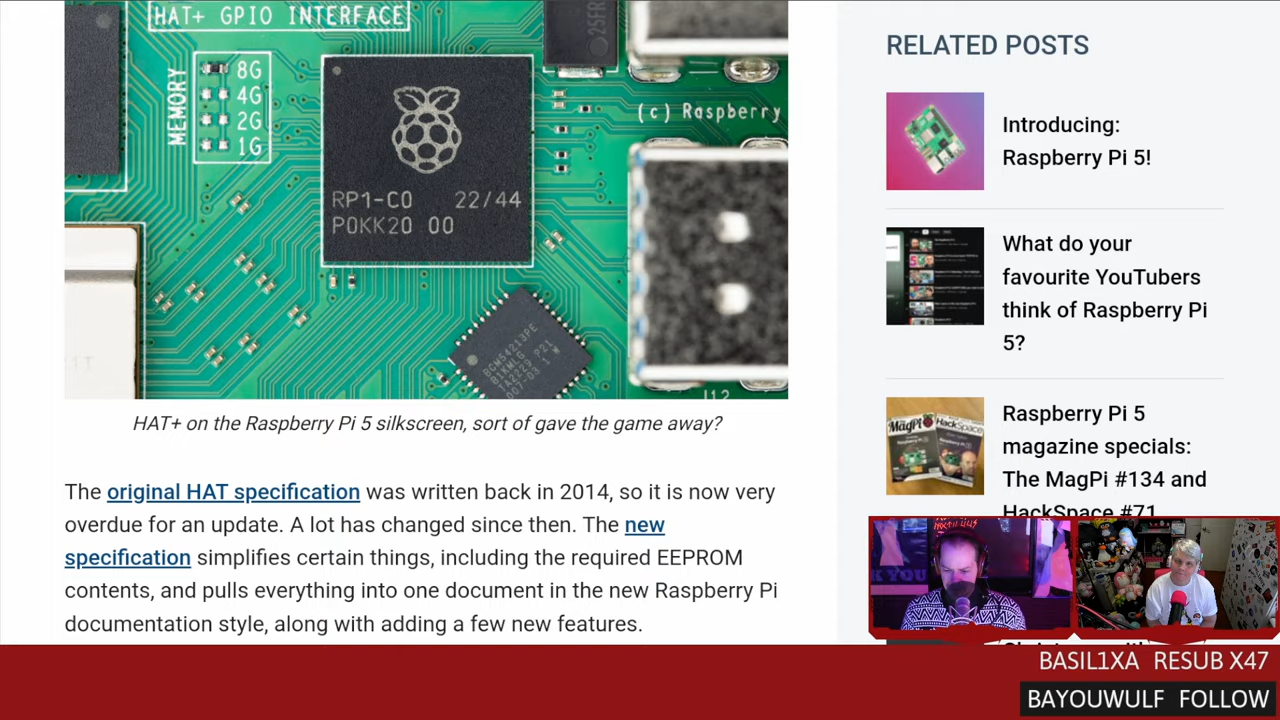 HAT+ GPIO INTERFACE
MEMORY
8G
4G
2G
1G
25FR
(c) Raspberry
RP1-C0 22/44
P0KK20 00
BCM54213PE
J12
HAT+ on the Raspberry Pi 5 silkscreen, sort of gave the game away?
The original HAT specification was written back in 2014, so it is now very
overdue for an update. A lot has changed since then. The new
specification simplifies certain things, including the required EEPROM
contents, and pulls everything into one document in the new Raspberry Pi
documentation style, along with adding a few new features.
RELATED POSTS
Introducing:
Raspberry Pi 5!
What do your
favourite YouTubers
think of Raspberry Pi
5?
MagPi
HackSpace
Raspberry Pi 5
magazine specials:
The MagPi #134 and
HackSpace #71
BASIL1XA RESUB X47
BAYOUWULF FOLLOW